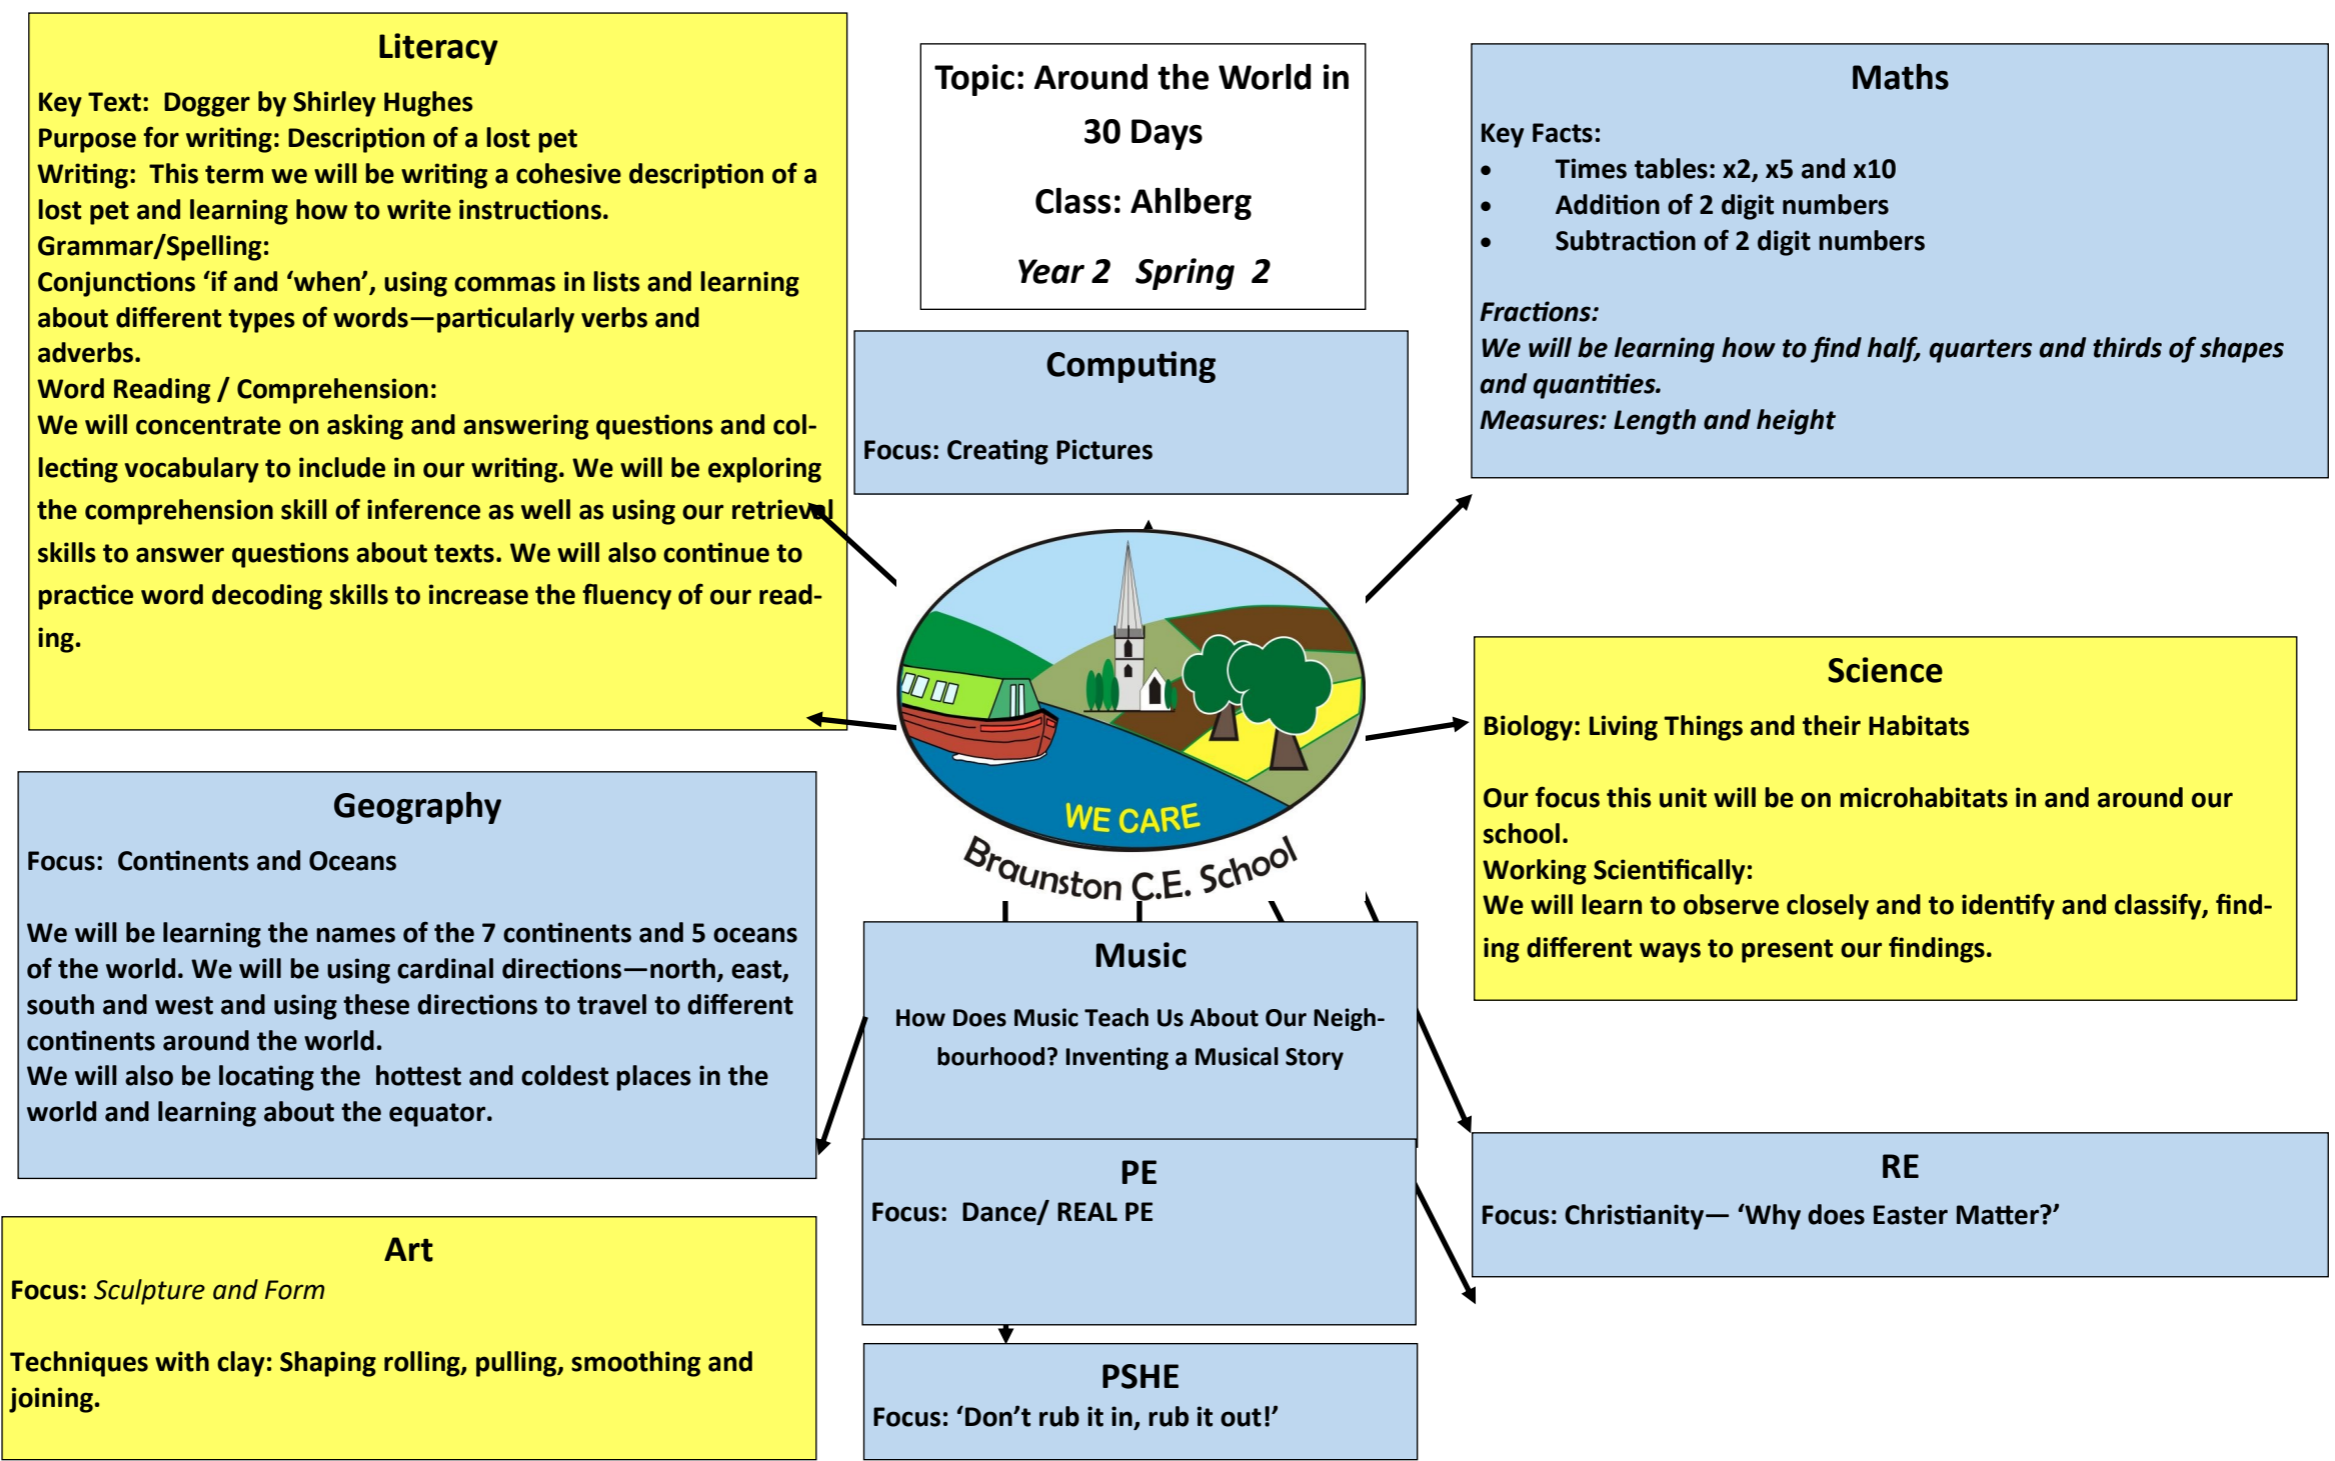 Literacy
Key Text:  Dogger by Shirley Hughes
Purpose for writing: Description of a lost pet
Writing:  This term we will be writing a cohesive description of a
lost pet and learning how to write instructions.
Grammar/Spelling:
Conjunctions ‘if and ‘when’, using commas in lists and learning
about different types of words—particularly verbs and
adverbs.
Word Reading / Comprehension:
We will concentrate on asking and answering questions and col-
lecting vocabulary to include in our writing. We will be exploring
the comprehension skill of inference as well as using our retrieval
skills to answer questions about texts. We will also continue to
practice word decoding skills to increase the fluency of our read-
ing.
Topic: Around the World in
30 Days
Class: Ahlberg
Year 2   Spring  2
Computing
Focus: Creating Pictures
Maths
Key Facts:
• Times tables: x2, x5 and x10
• Addition of 2 digit numbers
• Subtraction of 2 digit numbers
Fractions:
We will be learning how to find half, quarters and thirds of shapes
and quantities.
Measures: Length and height
WE CARE
Braunston C.E. School
Science
Biology: Living Things and their Habitats
Our focus this unit will be on microhabitats in and around our
school.
Working Scientifically:
We will learn to observe closely and to identify and classify, find-
ing different ways to present our findings.
Geography
Focus:  Continents and Oceans
We will be learning the names of the 7 continents and 5 oceans
of the world. We will be using cardinal directions—north, east,
south and west and using these directions to travel to different
continents around the world.
We will also be locating the  hottest and coldest places in the
world and learning about the equator.
Music
How Does Music Teach Us About Our Neigh-
bourhood? Inventing a Musical Story
PE
Focus:  Dance/ REAL PE
RE
Focus: Christianity— ‘Why does Easter Matter?’
Art
Focus: Sculpture and Form
Techniques with clay: Shaping rolling, pulling, smoothing and
joining.
PSHE
Focus: ‘Don’t rub it in, rub it out!’